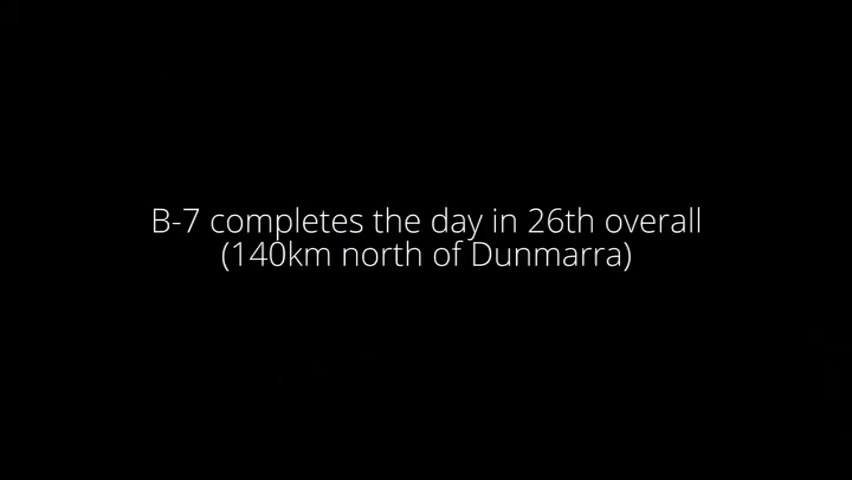 B-7 completes the day in 26th overall
(140km north of Dunmarra)